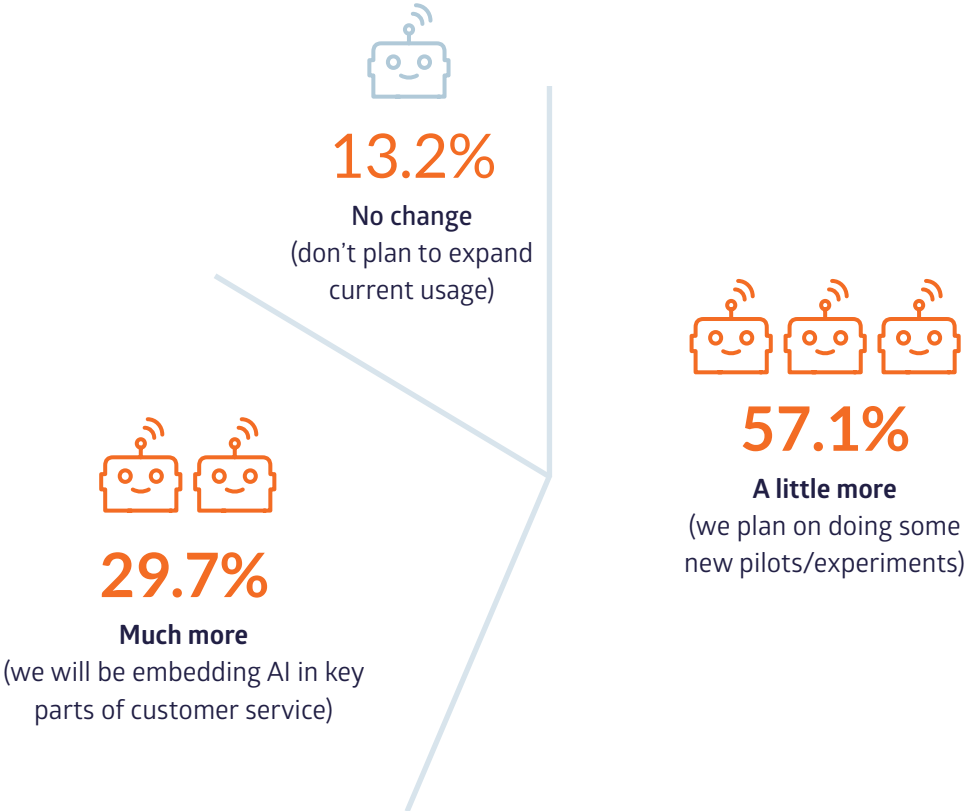 13.2%
No change
(don’t plan to expand
current usage)
57.1%
A little more
(we plan on doing some
new pilots/experiments)
29.7%
Much more
(we will be embedding AI in key
parts of customer service)